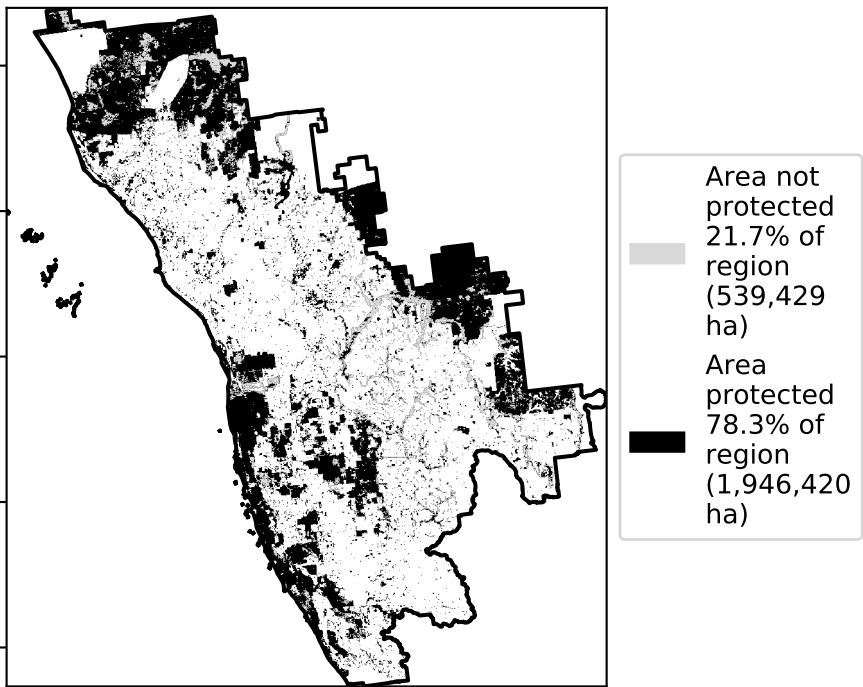 Area not
protected
21.7% of
region
(539,429
ha)
Area
protected
78.3% of
region
(1,946,420
ha)